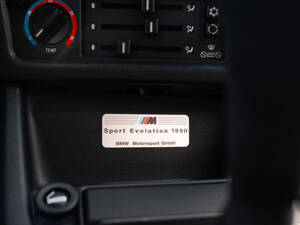 TEMP
M
Sport Evolution 1990
BMW Motorsport GmbH